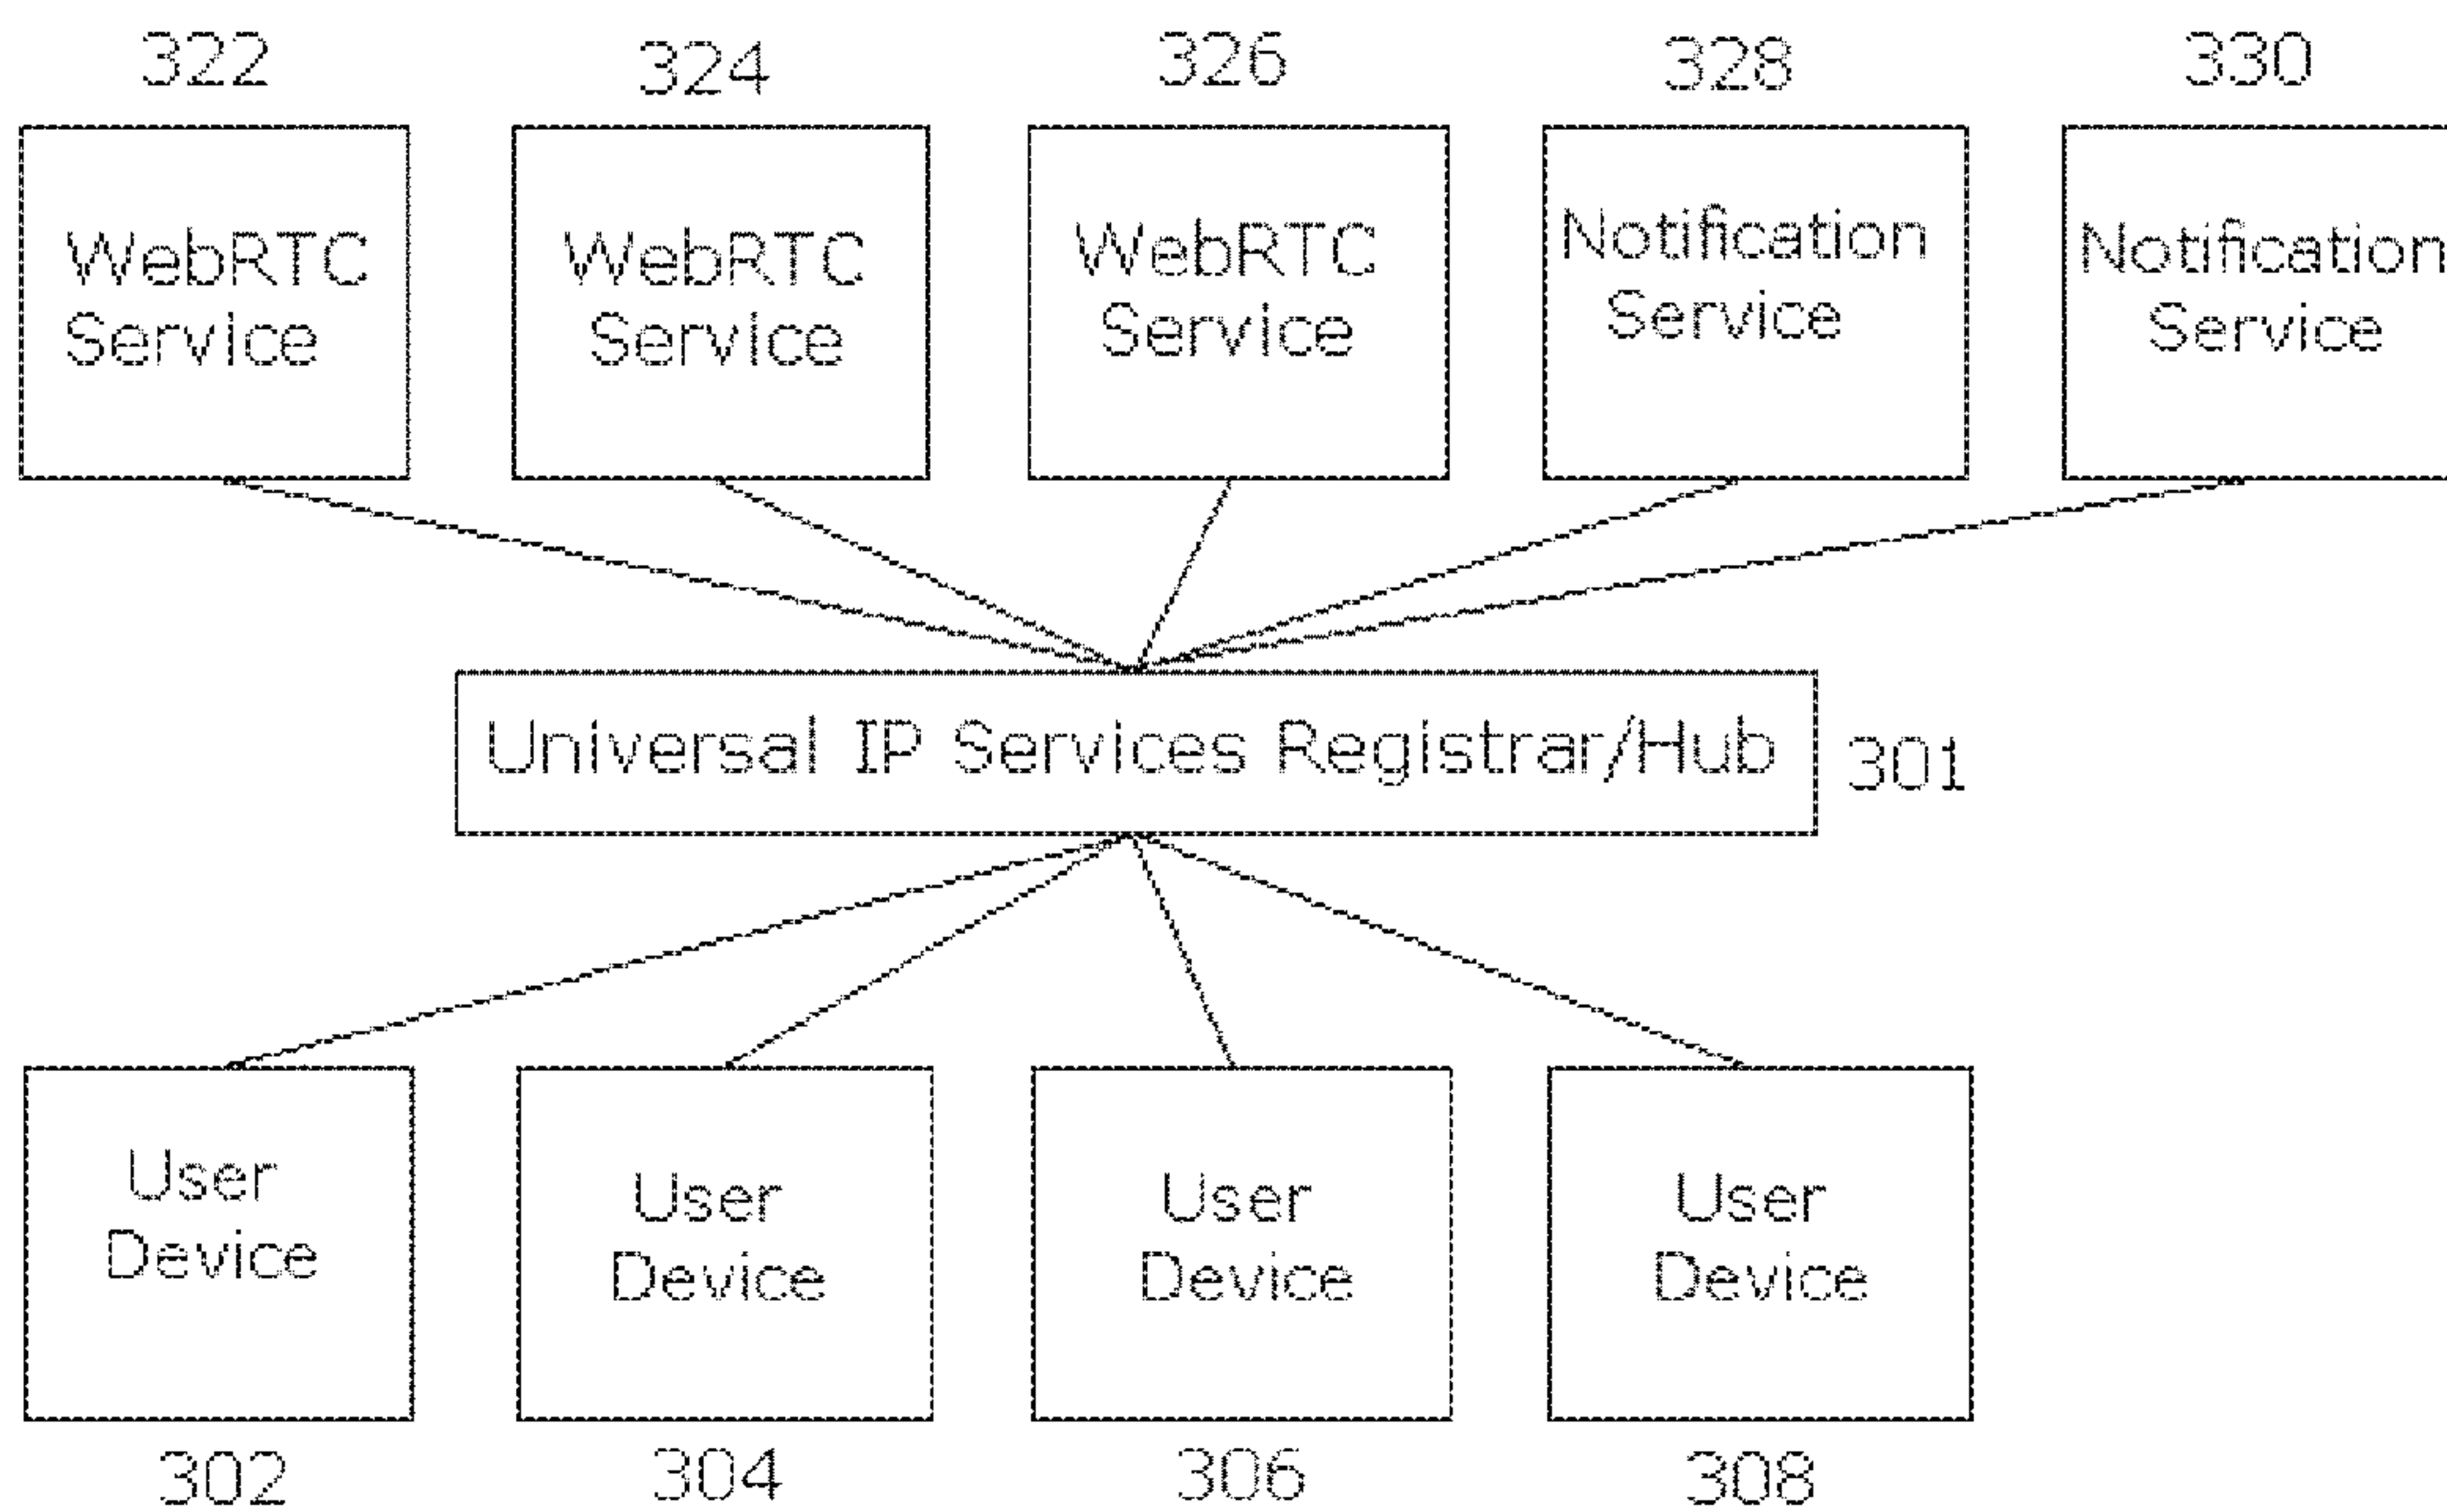 322 324 326 328 330
WebRTC WebRTC WebRTC Notification Notification
Service Service Service Service Service
Universal IP Services Registrar/Hub 301
User User User User
Device Device Device Device
302 304 306 308